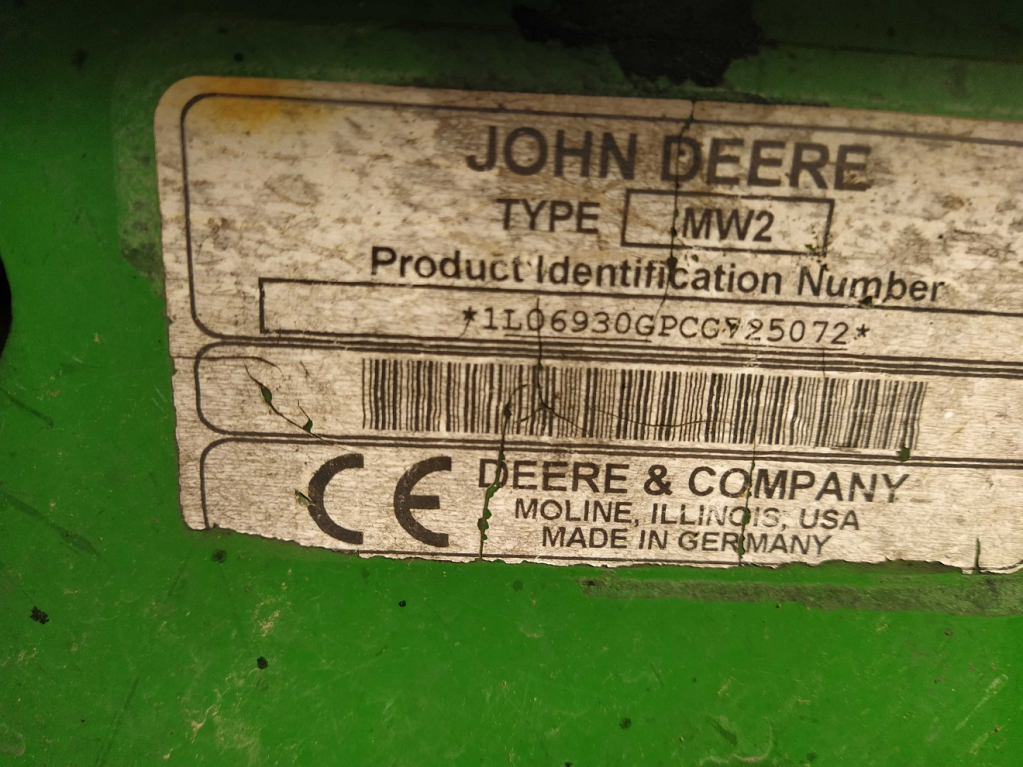 JOHN DEERE
TYPE MW2
Product Identification Number
*1L06930GPCG725072*
CE DEERE & COMPANY
MOLINE, ILLINOIS, USA
MADE IN GERMANY